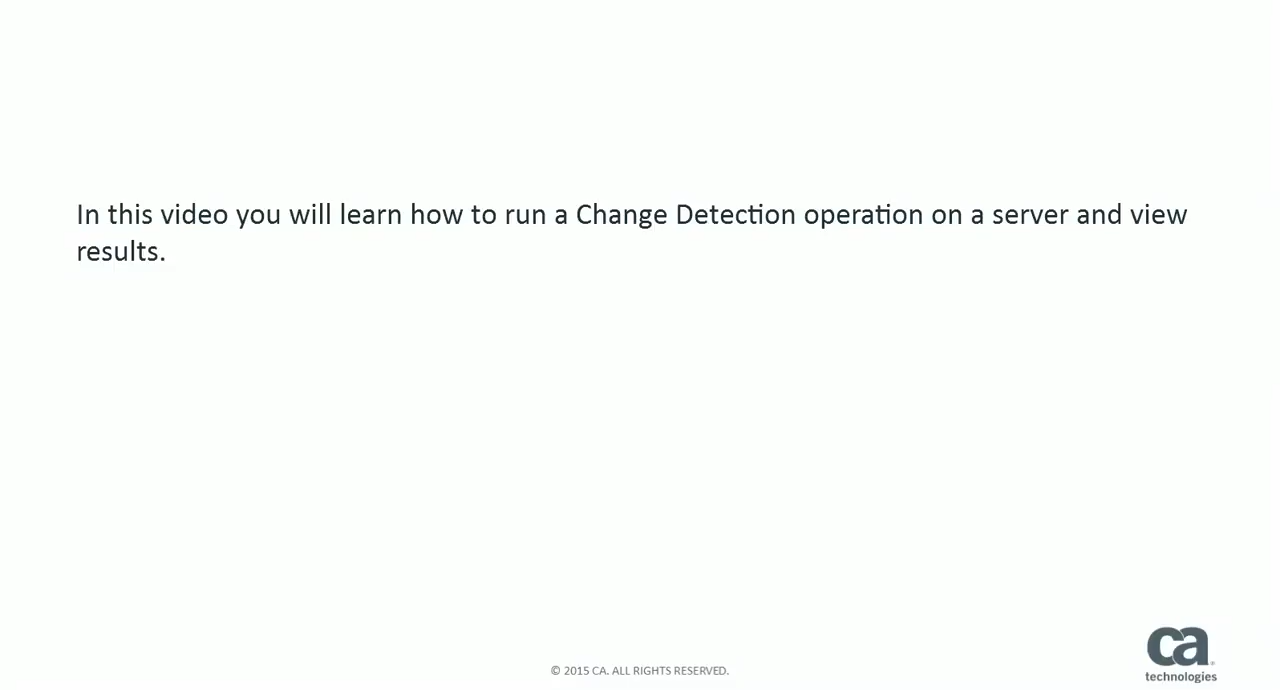 In this video you will learn how to run a Change Detection operation on a server and view
results.
© 2015 CA. ALL RIGHTS RESERVED.
ca
technologies